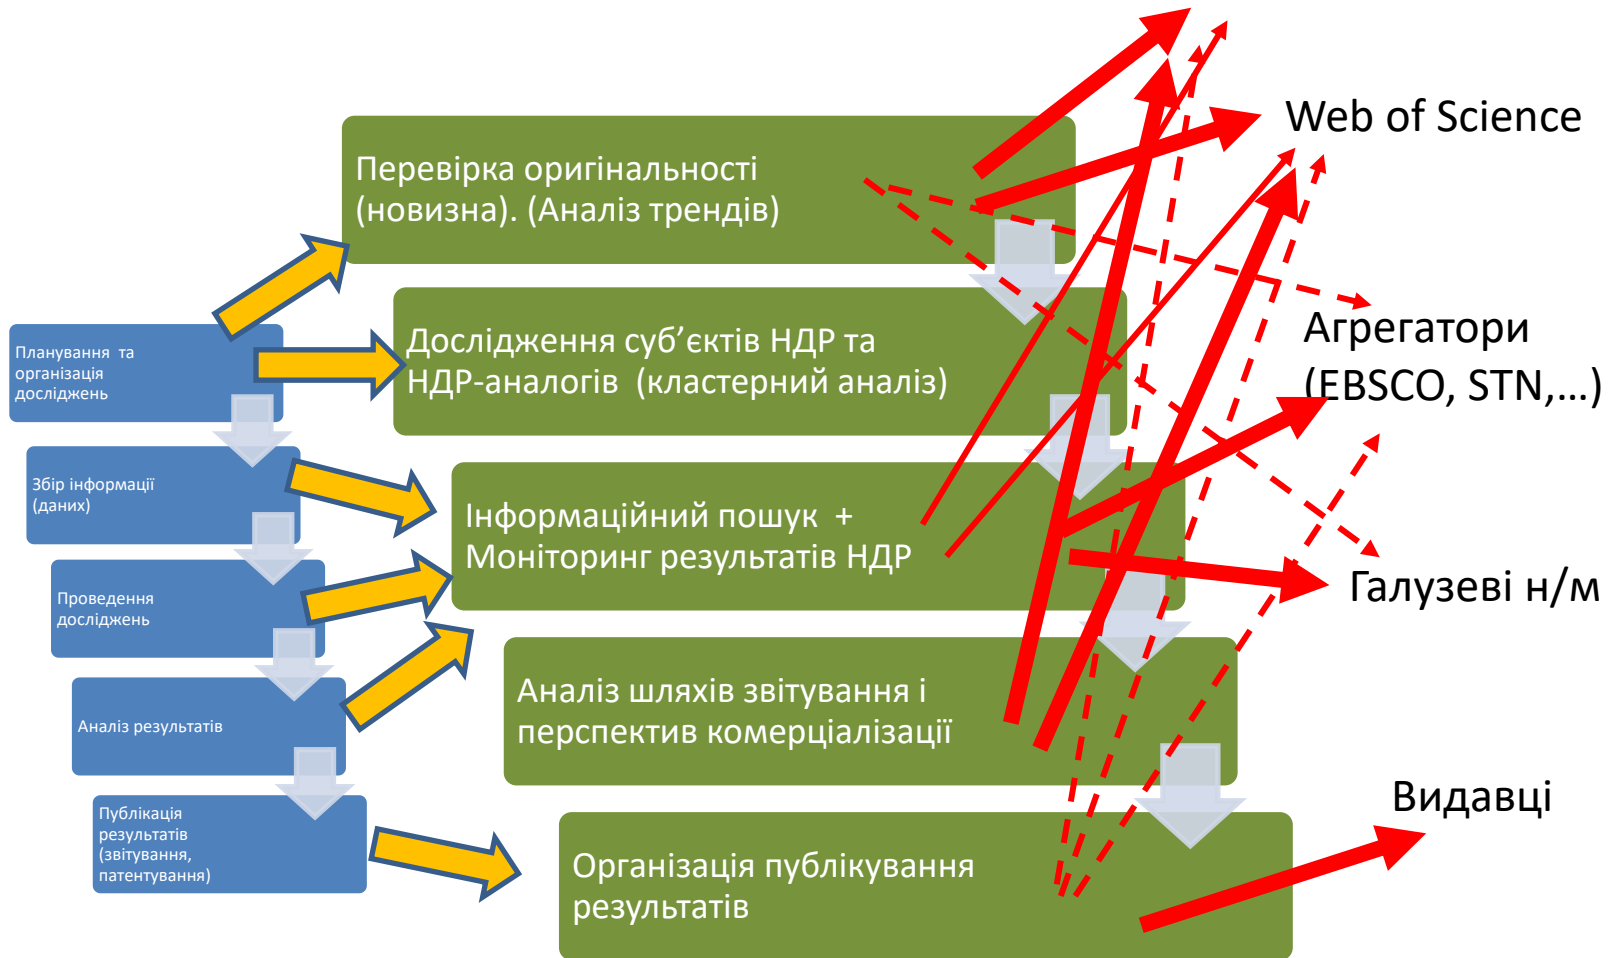 Web of Science
Перевірка оригінальності
(новизна). (Аналіз трендів)
Агрегатори
(EBSCO, STN,...)
Дослідження суб’єктів НДР та
НДР-аналогів (кластерний аналіз)
Планування та
організація
досліджень
Збір інформації
(даних)
Інформаційний пошук +
Моніторинг результатів НДР
Галузеві н/м
Проведення
досліджень
Аналіз шляхів звітування і
перспектив комерціалізації
Аналіз результатів
Видавці
Публікація
результатів
(звітування,
патентування)
Організація публікування
результатів